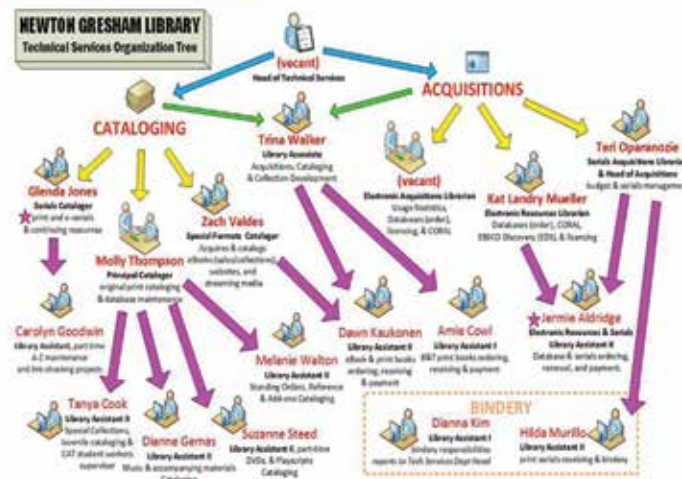 NEWTON GRESHAM LIBRARY
Technical Services Organization Tree
(vacant)
Head of Technical Services
CATALOGING
ACQUISITIONS
Trina Walker
Library Associate
Acquisitions, Cataloging
& Collection Development
Teri Oparanozie
Serials Acquisitions Librarian
& Head of Acquisitions
budget & serials management
Glenda Jones
Serials Cataloger
print and e-serials
& continuing resources
(vacant)
Electronic Acquisitions Librarian
Usage Statistics,
Databases (order),
licensing, & CORAL
Kat Landry Mueller
Electronic Resources Librarian
Databases (order), CORAL,
EBSCO Discovery (EDS), & licensing
Zach Valdes
Special Formats Cataloger
Acquires & catalogs
eBooks (sales/collections),
websites, and
streaming media
Molly Thompson
Principal Cataloger
original print cataloging
& database maintenance
Carolyn Goodwin
Library Assistant, part-time
A-Z maintenance
and link-checking projects
Melanie Walton
Library Assistant II
Standing Orders, Reference
& Add-ons Cataloging
Dawn Kaukonen
Library Assistant II
eBook & print books
ordering, receiving
& payment
Amie Cowl
Library Assistant I
B&T print books ordering,
receiving & payment
Jermie Aldridge
Electronic Resources & Serials
Library Assistant II
Database & serials ordering,
renewal, and payment.
Tanya Cook
Library Assistant II
Special Collections,
Juvenile cataloging &
CAT student workers
supervisor
Dianne Gemas
Library Assistant II
Music & accompanying materials
Cataloging
Suzanne Steed
Library Assistant II, part-time
DVDs, & Playscripts
Cataloging
BINDERY
Dianna Kim
Library Assistant I
bindery responsibilities
reports to Tech Services Dept Head
Hilda Murillo
Library Assistant II
print serials receiving & bindery